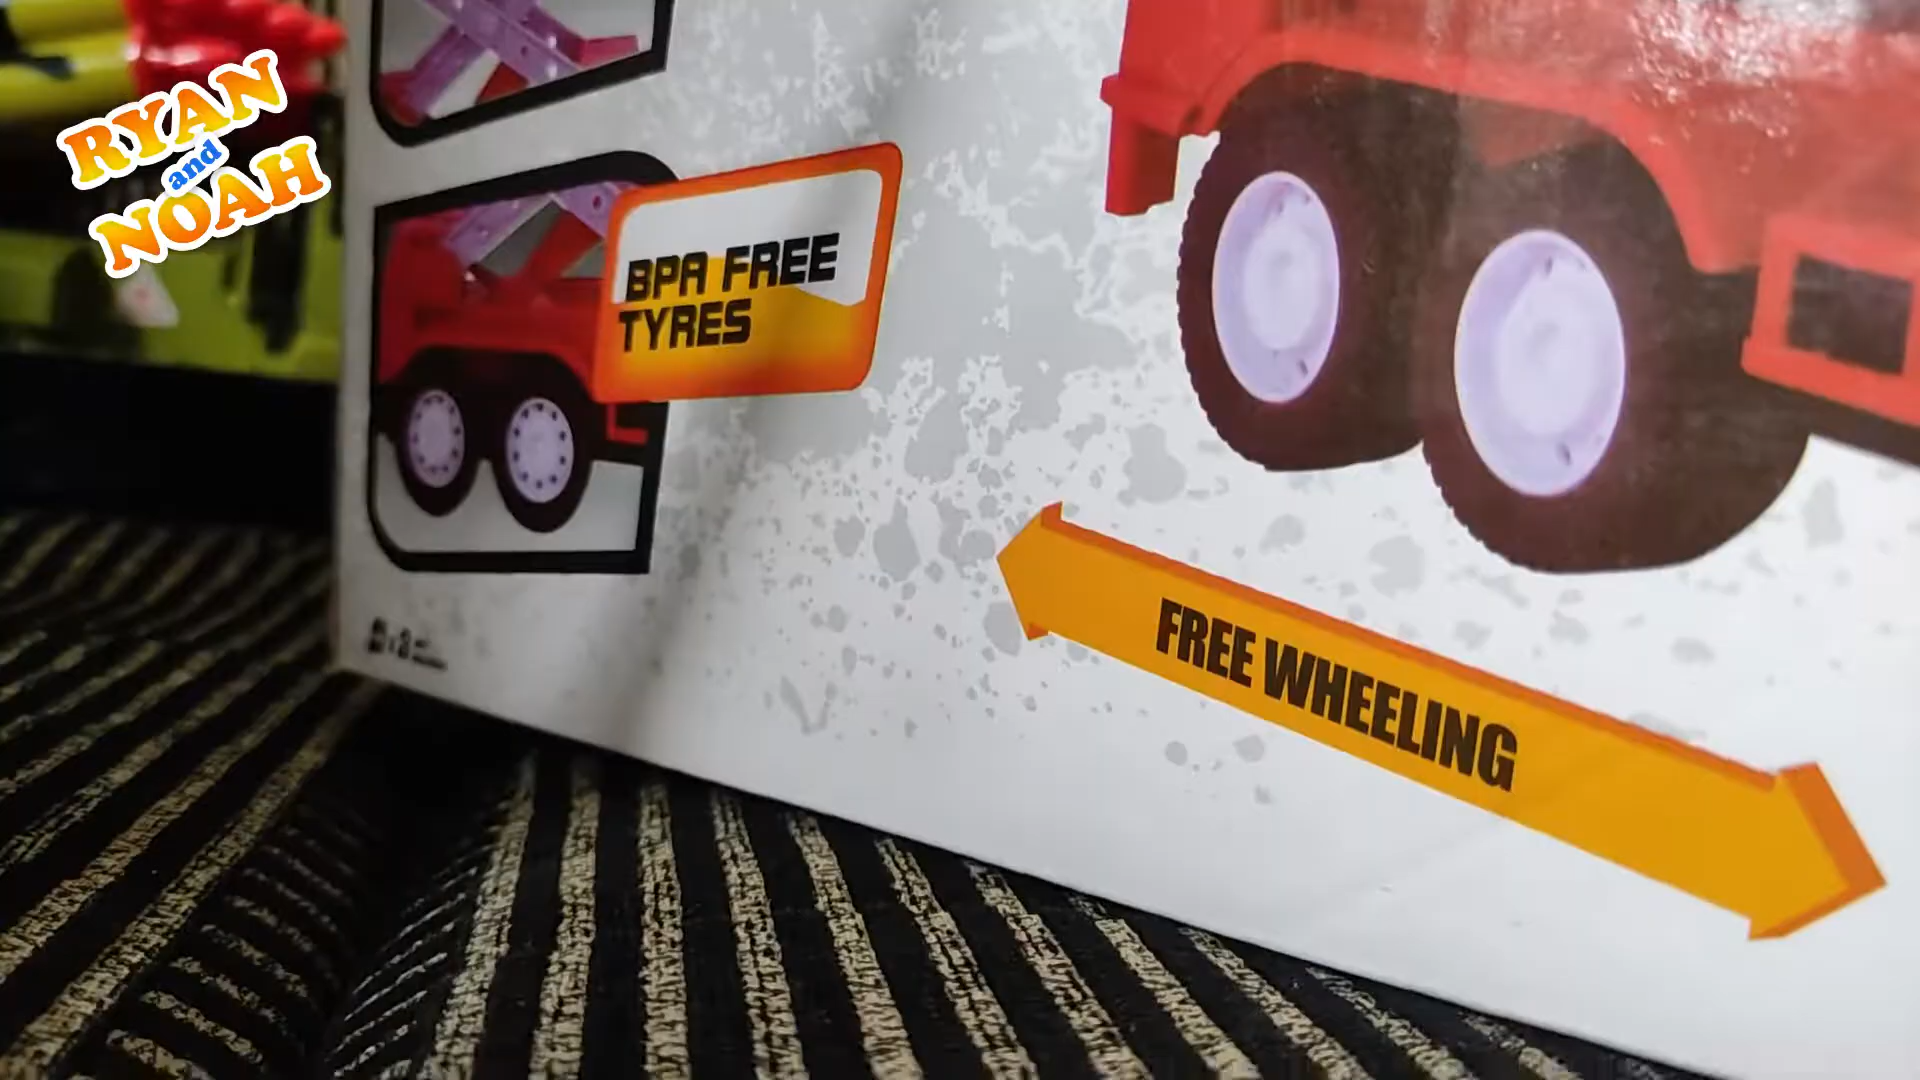 RYAN
and
NOAH
BPA FREE
TYRES
FREE WHEELING